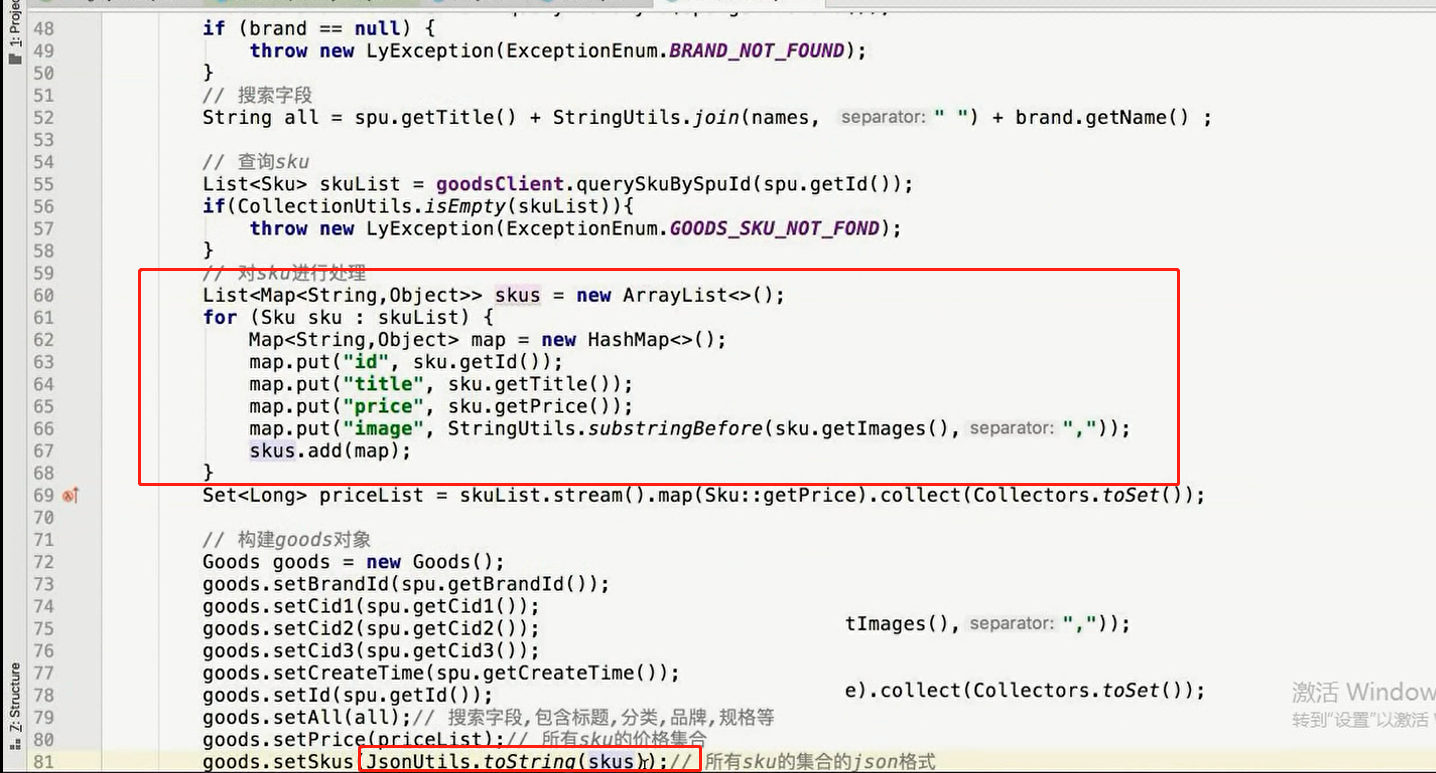 1: Project
48 if (brand == null) {
49 throw new LyException(ExceptionEnum.BRAND_NOT_FOUND);
50 }
51 // 搜索字段
52 String all = spu.getTitle() + StringUtils.join(names, separator: " ") + brand.getName() ;
53
54 // 查询sku
55 List<Sku> skuList = goodsClient.querySkuBySpuId(spu.getId());
56 if(CollectionUtils.isEmpty(skuList)){
57 throw new LyException(ExceptionEnum.GOODS_SKU_NOT_FOND);
58 }
59 // 对sku进行处理
60 List<Map<String,Object>> skus = new ArrayList<>();
61 for (Sku sku : skuList) {
62 Map<String,Object> map = new HashMap<>();
63 map.put("id", sku.getId());
64 map.put("title", sku.getTitle());
65 map.put("price", sku.getPrice());
66 map.put("image", StringUtils.substringBefore(sku.getImages(), separator: ","));
67 skus.add(map);
68 }
69 Set<Long> priceList = skuList.stream().map(Sku::getPrice).collect(Collectors.toSet());
70
71 // 构建goods对象
72 Goods goods = new Goods();
73 goods.setBrandId(spu.getBrandId());
74 goods.setCid1(spu.getCid1());
75 goods.setCid2(spu.getCid2()); tImages(), separator: ","));
76 goods.setCid3(spu.getCid3());
77 goods.setCreateTime(spu.getCreateTime());
78 goods.setId(spu.getId()); e).collect(Collectors.toSet());
激活 Window
79 goods.setAll(all);// 搜索字段,包含标题,分类,品牌,规格等
转到“设置”以激活
80 goods.setPrice(priceList);// 所有sku的价格集合
81 goods.setSkus(JsonUtils.toString(skus));// 所有sku的集合的json格式
Z: Structure